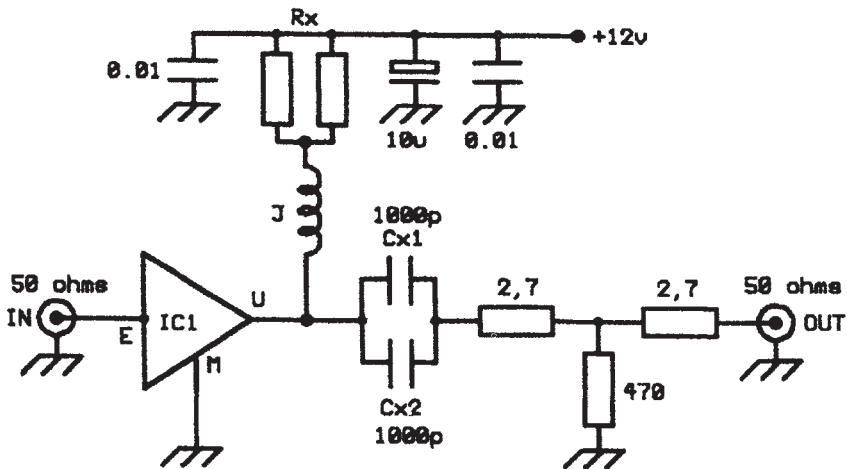 Rx
+12v
0.01
10u
0.01
J
1000p
Cx1
50 ohms
IN
E
IC1
U
M
2,7
2,7
50 ohms
OUT
Cx2
1000p
470